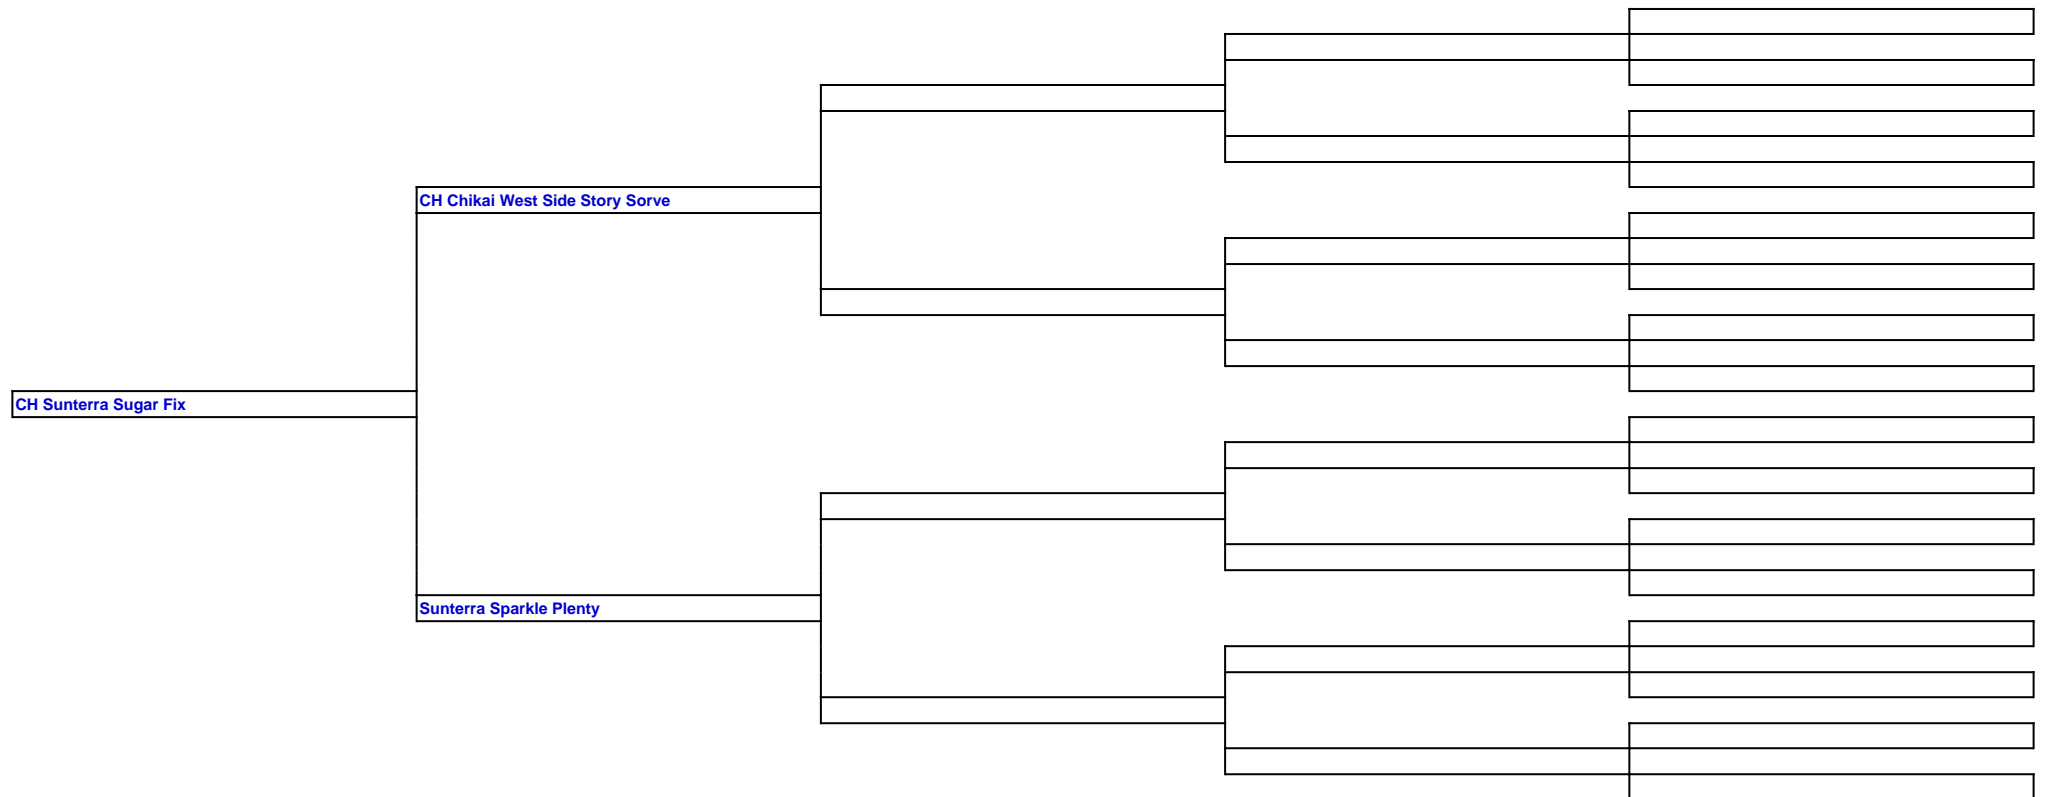 CH Chikai West Side Story Sorve
CH Sunterra Sugar Fix
Sunterra Sparkle Plenty